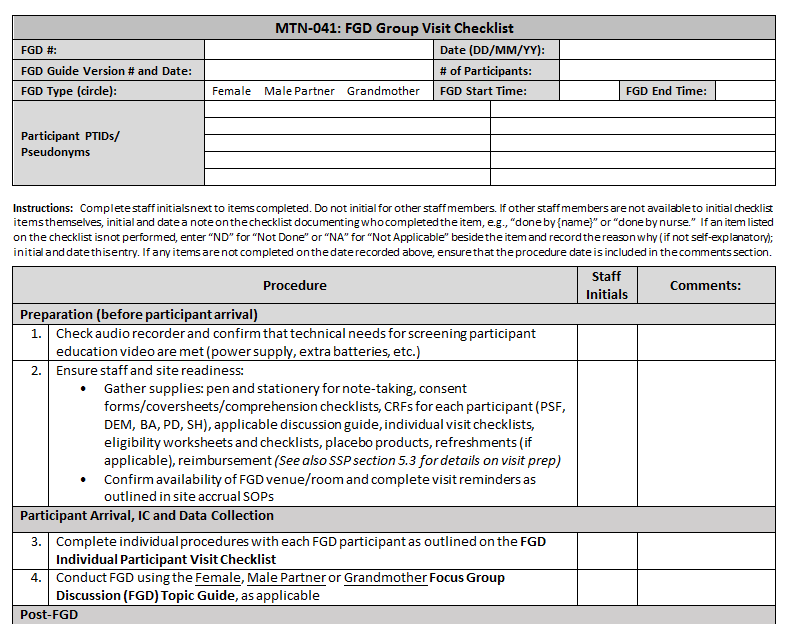 MTN-041: FGD Group Visit Checklist
FGD #:
Date (DD/MM/YY):
FGD Guide Version # and Date:
# of Participants:
FGD Type (circle):
Female Male Partner Grandmother
FGD Start Time:
FGD End Time:
Participant PTIDs/
Pseudonyms
Instructions: Complete staff initials next to items completed. Do not initial for other staff members. If other staff members are not available to initial checklist
items themselves, initial and date a note on the checklist documenting who completed the item, e.g., “done by {name}” or “done by nurse.” If an item listed
on the checklist is not performed, enter “ND” for “Not Done” or “NA” for “Not Applicable” beside the item and record the reason why (if not self-explanatory);
initial and date this entry. If any items are not completed on the date recorded above, ensure that the procedure date is included in the comments section.
Procedure
Staff
Initials
Comments:
Preparation (before participant arrival)
1. Check audio recorder and confirm that technical needs for screening participant
education video are met (power supply, extra batteries, etc.)
2. Ensure staff and site readiness:
• Gather supplies: pen and stationery for note-taking, consent
forms/coversheets/comprehension checklists, CRFs for each participant (PSF,
DEM, BA, PD, SH), applicable discussion guide, individual visit checklists,
eligibility worksheets and checklists, placebo products, refreshments (if
applicable), reimbursement (See also SSP section 5.3 for details on visit prep)
• Confirm availability of FGD venue/room and complete visit reminders as
outlined in site accrual SOPs
Participant Arrival, IC and Data Collection
3. Complete individual procedures with each FGD participant as outlined on the FGD
Individual Participant Visit Checklist
4. Conduct FGD using the Female, Male Partner or Grandmother Focus Group
Discussion (FGD) Topic Guide, as applicable
Post-FGD